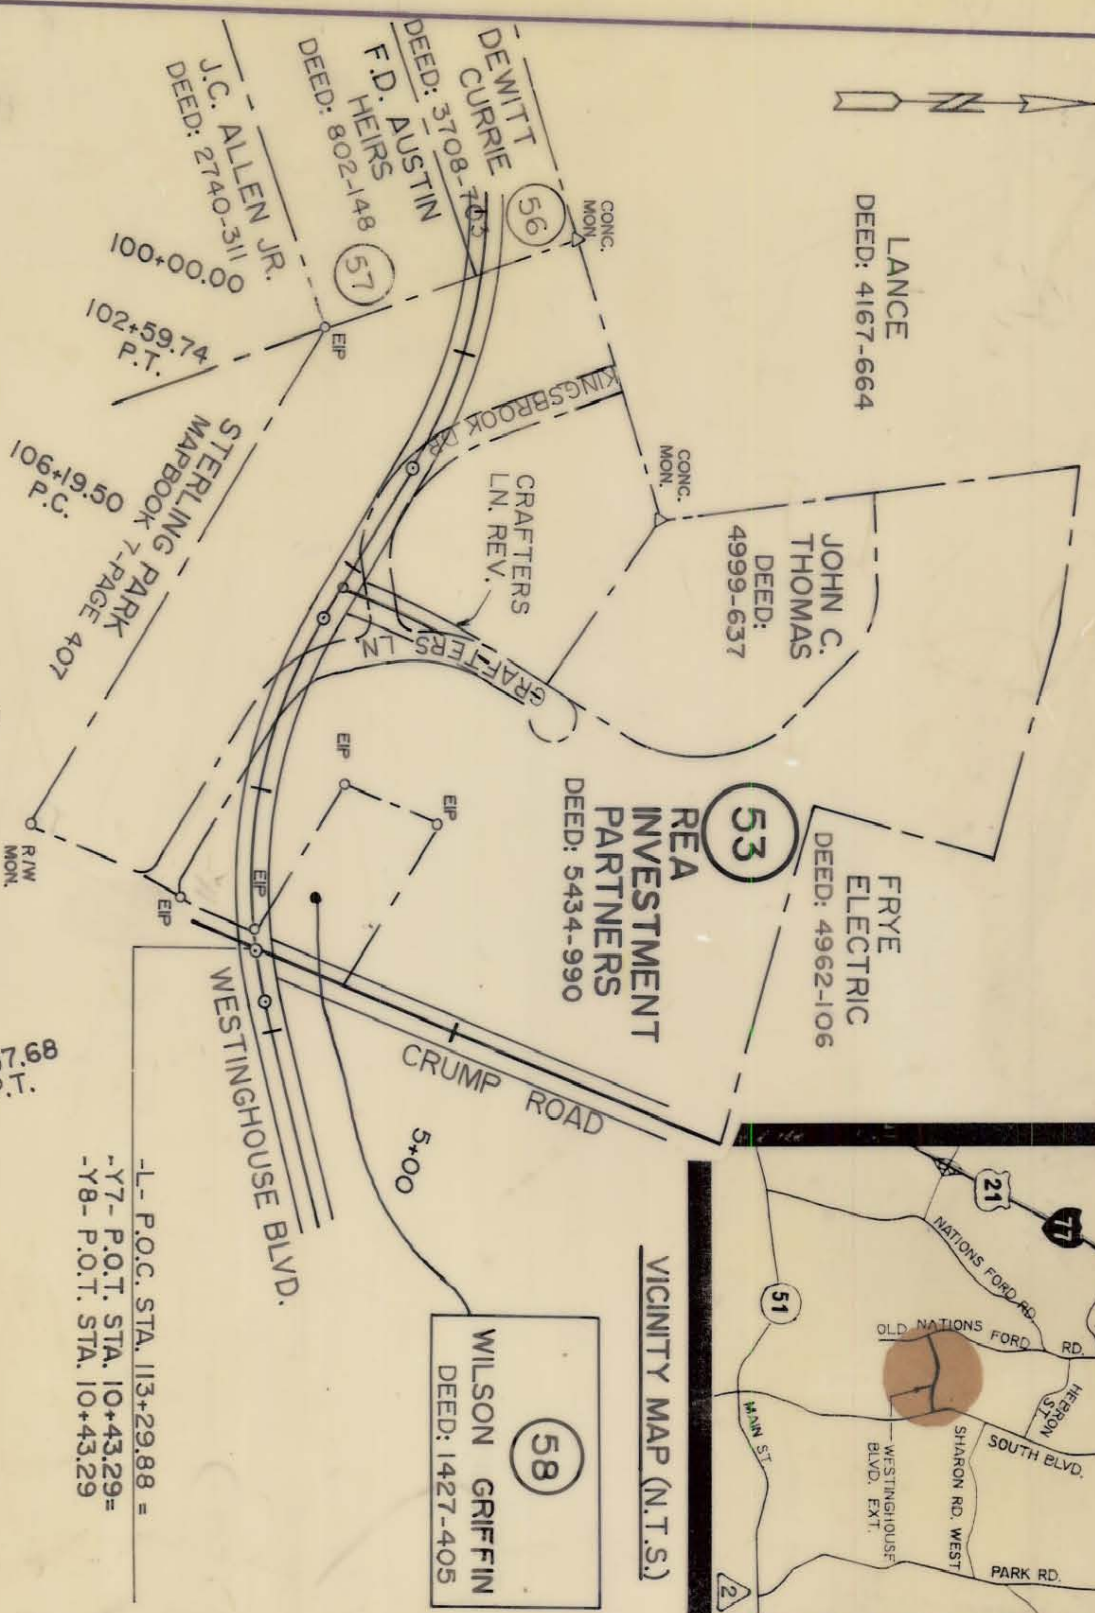 N
LANCE
DEED: 4167-664
DEWITT
CURRIE
DEED: 3708-703
56
F.D. AUSTIN
HEIRS
DEED: 802-148
57
J.C. ALLEN JR.
DEED: 2740-311
CONC.
MON.
CONC.
MON.
JOHN C.
THOMAS
DEED:
4999-637
FRYE
ELECTRIC
DEED: 4962-106
53
REA
INVESTMENT
PARTNERS
DEED: 5434-990
KINGSBROOK DR
CRAFTERS
LN. REV.
CRAFTERS LN
100+00.00
102+59.74
P.T.
106+19.50
P.C.
EIP
STERLING PARK
MAPBOOK 7-PAGE 407
EIP
EIP
EIP
EIP
R/W
MON.
WESTINGHOUSE BLVD.
CRUMP ROAD
5+00
7.68
-L- P.O.C. STA. 113+29.88 =
-Y7- P.O.T. STA. 10+43.29=
-Y8- P.O.T. STA. 10+43.29
58
WILSON GRIFFIN
DEED: 1427-405
VICINITY MAP (N.T.S.)
21
77
NATIONS FORD RD
OLD NATIONS FORD RD.
HEBRON
ST.
51
MAIN ST
SOUTH BLVD.
SHARON RD. WEST
WESTINGHOUSE
BLVD. EXT.
PARK RD.
2